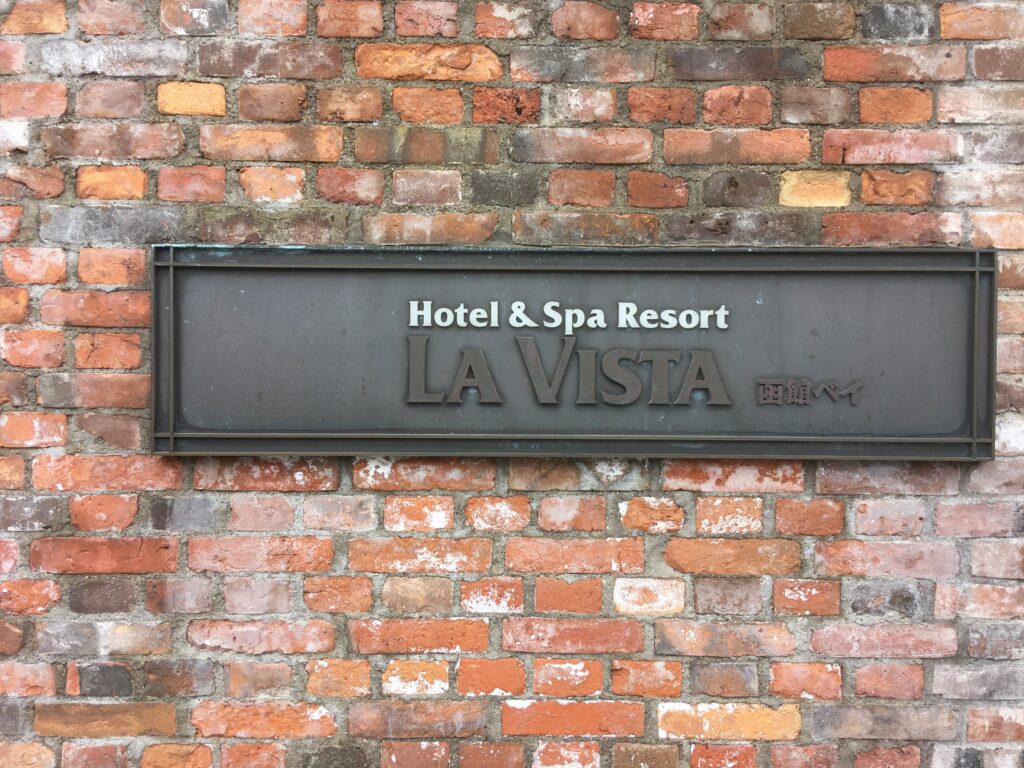 Hotel & Spa Resort
LA VISTA 函館ベイ